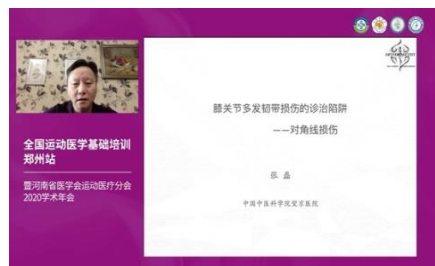 膝关节多发韧带损伤的诊治陷阱
——对角线损伤
张磊
中国中医科学院望京医院
全国运动医学基础培训
郑州站
暨河南省医学会运动医疗分会
2020学术年会